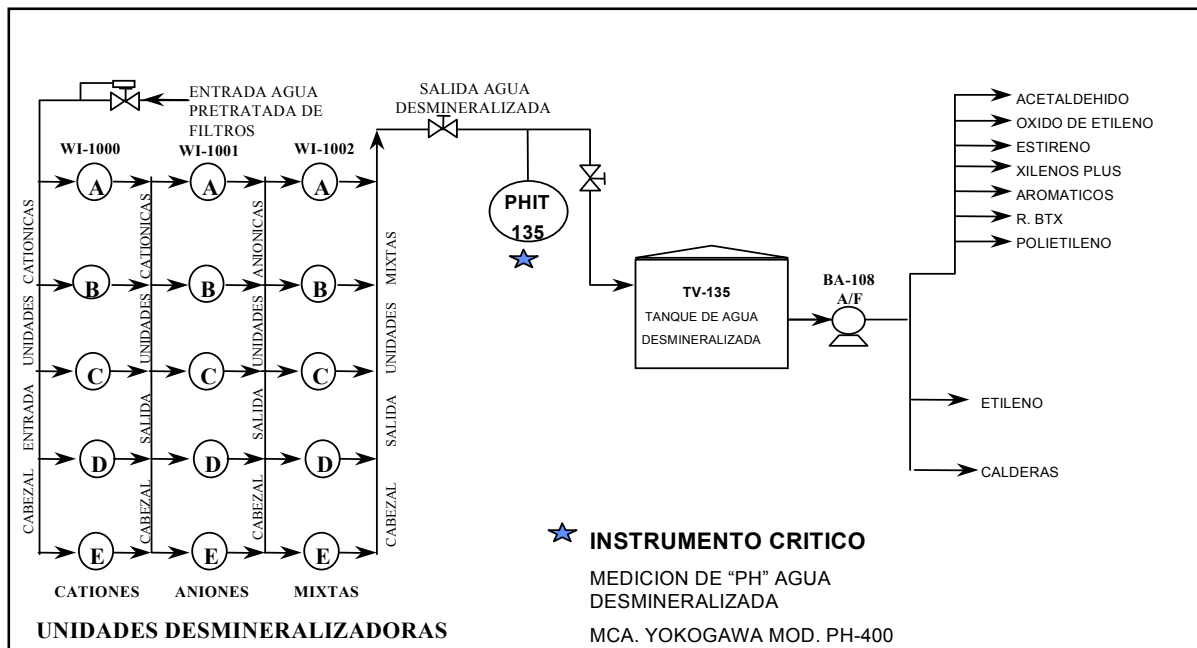 ENTRADA AGUA
PRETRATADA DE
FILTROS
SALIDA AGUA
DESMINERALIZADA
WI-1000
WI-1001
WI-1002
A
A
A
B
B
B
C
C
C
D
D
D
E
E
E
CABEZAL ENTRADA UNIDADES CATIONICAS
CABEZAL SALIDA UNIDADES CATIONICAS
CABEZAL SALIDA UNIDADES ANIONICAS
CABEZAL SALIDA UNIDADES MIXTAS
CATIONES
ANIONES
MIXTAS
UNIDADES DESMINERALIZADORAS
PHIT
135
TV-135
TANQUE DE AGUA
DESMINERALIZADA
BA-108
A/F
ACETALDEHIDO
OXIDO DE ETILENO
ESTIRENO
XILENOS PLUS
AROMATICOS
R. BTX
POLIETILENO
ETILENO
CALDERAS
INSTRUMENTO CRITICO
MEDICION DE “PH” AGUA
DESMINERALIZADA
MCA. YOKOGAWA MOD. PH-400